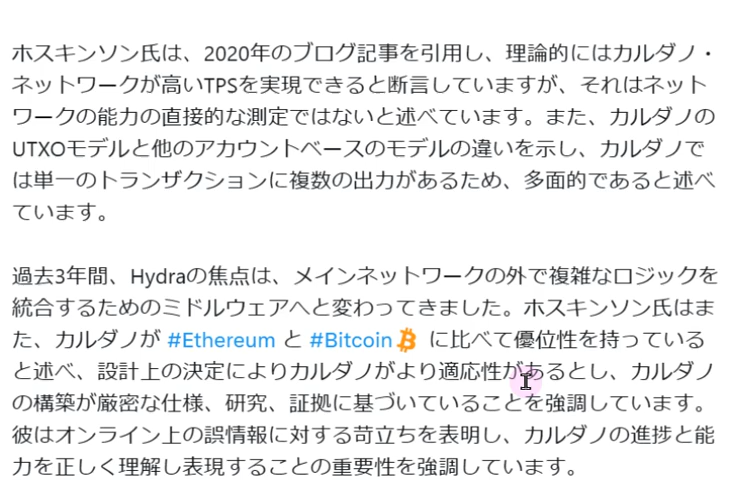 ホスキンソン氏は、2020年のブログ記事を引用し、理論的にはカルダノ・
ネットワークが高いTPSを実現できると断言していますが、それはネット
ワークの能力の直接的な測定ではないと述べています。また、カルダノの
UTXOモデルと他のアカウントベースのモデルの違いを示し、カルダノで
は単一のトランザクションに複数の出力があるため、多面的であると述べ
ています。
過去3年間、Hydraの焦点は、メインネットワークの外で複雑なロジックを
統合するためのミドルウェアへと変わってきました。ホスキンソン氏はま
た、カルダノが #Ethereum と #Bitcoin に比べて優位性を持っている
と述べ、設計上の決定によりカルダノがより適応性があるとし、カルダノ
の構築が厳密な仕様、研究、証拠に基づいていることを強調しています。
彼はオンライン上の誤情報に対する苛立ちを表明し、カルダノの進捗と能
力を正しく理解し表現することの重要性を強調しています。